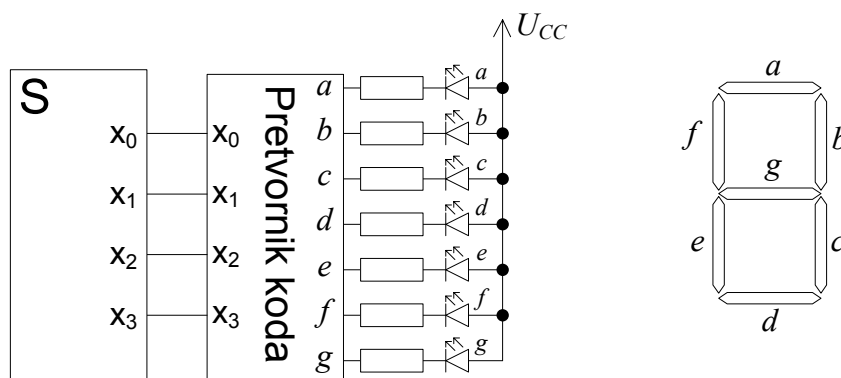 U_CC
S
x₀
x₁
x₂
x₃
x₀
x₁
x₂
x₃
Pretvornik koda
a
b
c
d
e
f
g
a
b
c
d
e
f
g
a
f
b
g
e
c
d